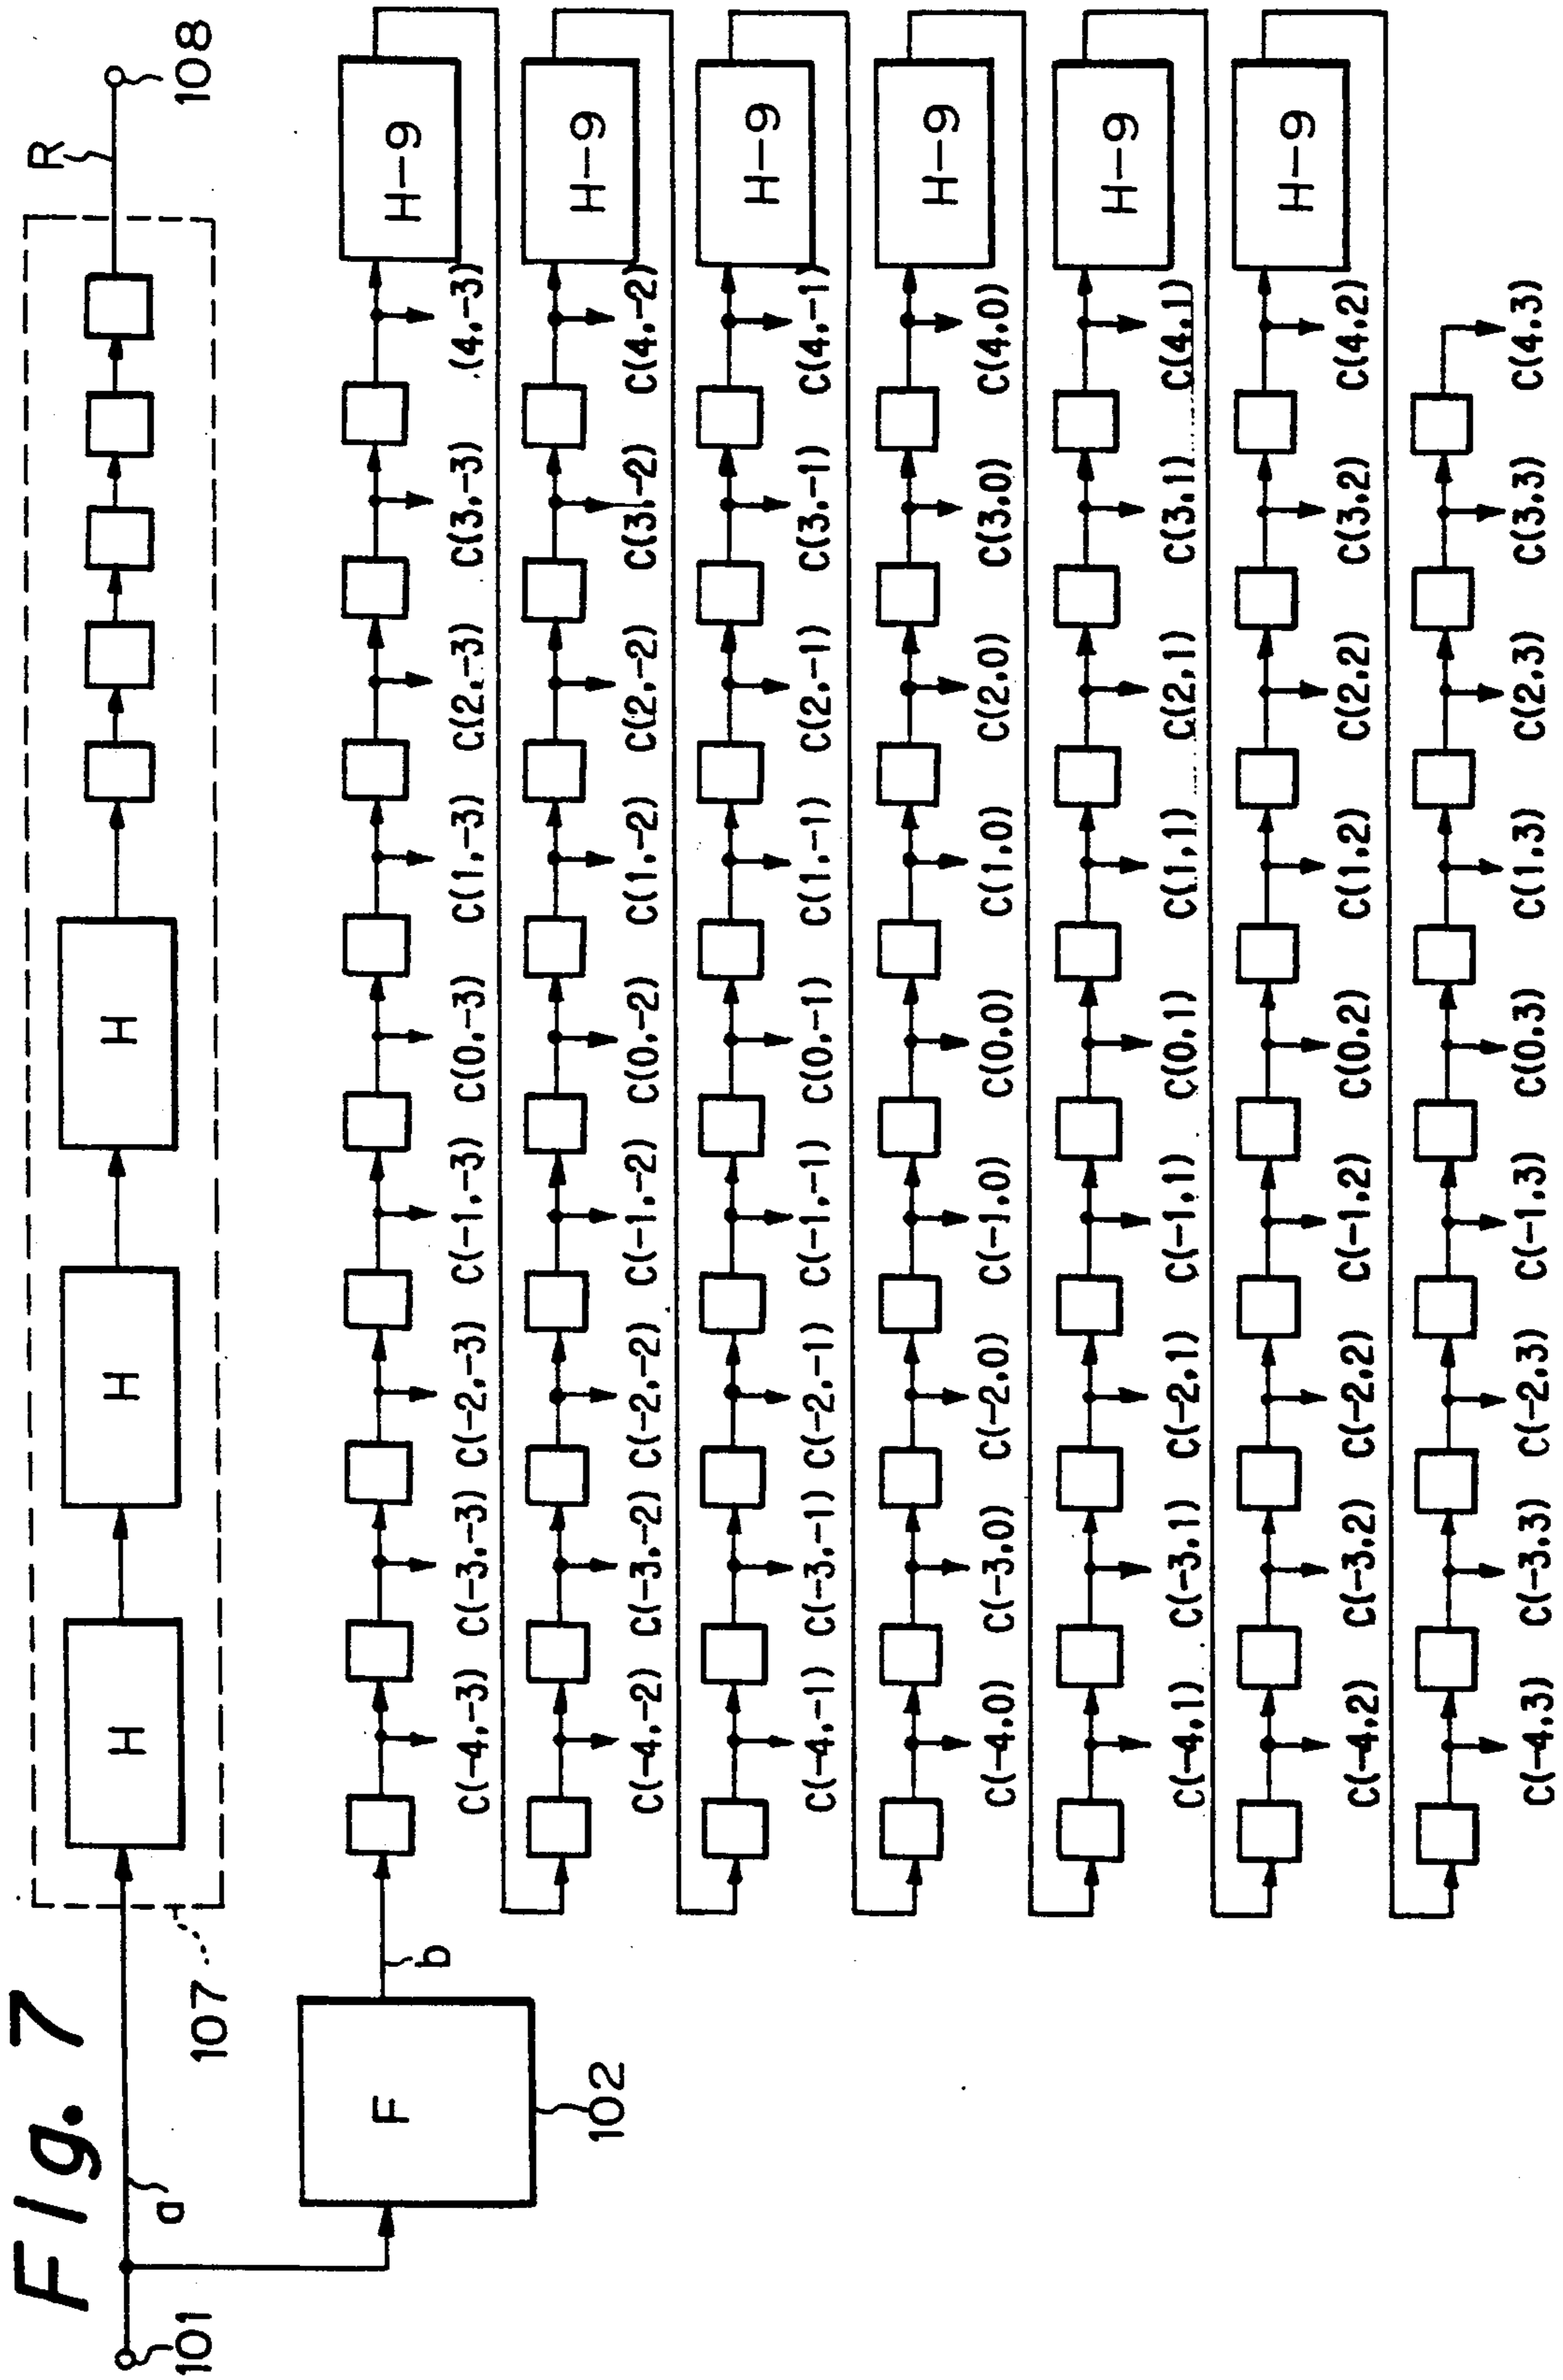 Fig. 7
101
a
107
H
H
H
R
108
F
102
b
C(-4,-3) C(-3,-3) C(-2,-3) C(-1,-3) C(0,-3) C(1,-3) C(2,-3) C(3,-3) (4,-3)
H-9
C(-4,-2) C(-3,-2) C(-2,-2) C(-1,-2) C(0,-2) C(1,-2) C(2,-2) C(3,-2) C(4,-2)
H-9
C(-4,-1) C(-3,-1) C(-2,-1) C(-1,-1) C(0,-1) C(1,-1) C(2,-1) C(3,-1) C(4,-1)
H-9
C(-4,0) C(-3,0) C(-2,0) C(-1,0) C(0,0) C(1,0) C(2,0) C(3,0) C(4,0)
H-9
C(-4,1) C(-3,1) C(-2,1) C(-1,1) C(0,1) C(1,1) C(2,1) C(3,1) C(4,1)
H-9
C(-4,2) C(-3,2) C(-2,2) C(-1,2) C(0,2) C(1,2) C(2,2) C(3,2) C(4,2)
H-9
C(-4,3) C(-3,3) C(-2,3) C(-1,3) C(0,3) C(1,3) C(2,3) C(3,3) C(4,3)